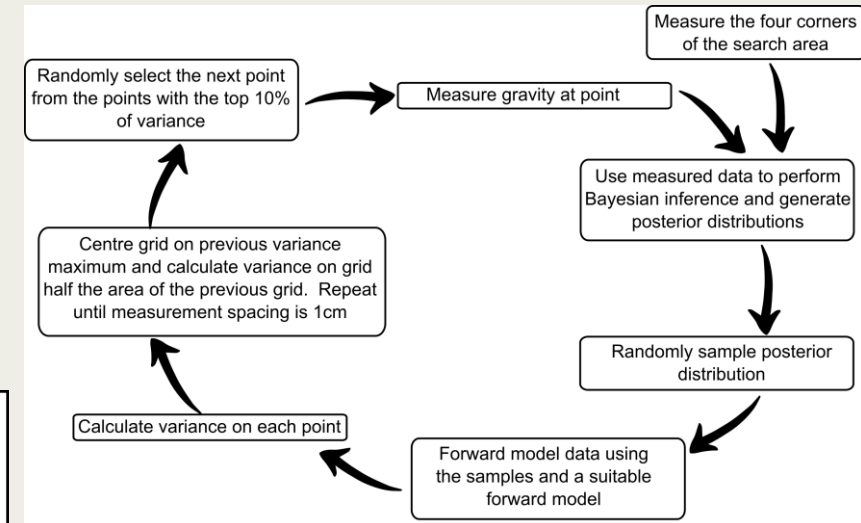 Measure the four corners
of the search area
Use measured data to perform
Bayesian inference and generate
posterior distributions
Randomly sample posterior
distribution
Forward model data using
the samples and a suitable
forward model
Calculate variance on each point
Centre grid on previous variance
maximum and calculate variance on grid
half the area of the previous grid.  Repeat
until measurement spacing is 1cm
Randomly select the next point
from the points with the top 10%
of variance
Measure gravity at point